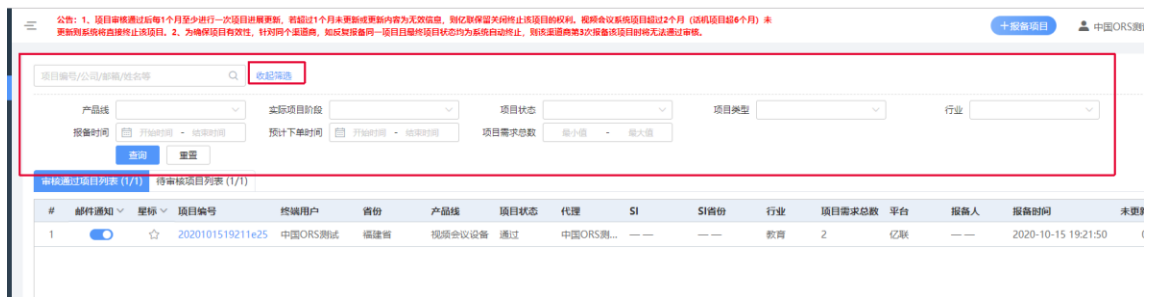 公告：1、项目审核通过后每1个月至少进行一次项目进展更新，若超过1个月未更新或更新内容为无效信息，则亿联保留关闭终止该项目的权利。视频会议系统项目超过2个月（话机项目超6个月）未
更新则系统将直接终止该项目。2、为确保项目有效性，针对同个渠道商，如反复报备同一项目且最终项目状态均为系统自动终止，则该渠道商第3次报备该项目时将无法通过审核。
+报备项目 中国ORS测
项目编号/公司/邮箱/姓名等 收起筛选
产品线 实际项目阶段 项目状态 项目类型 行业
报备时间 开始时间 - 结束时间 预计下单时间 开始时间 - 结束时间 项目需求总数 最小值 - 最大值
查询 重置
审核通过项目列表 (1/1) 待审核项目列表 (1/1)
# 邮件通知 星标 项目编号 终端用户 省份 产品线 项目状态 代理 SI SI省份 行业 项目需求总数 平台 报备人 报备时间 未更
1 2020101519211e25 中国ORS测试 福建省 视频会议设备 通过 中国ORS测... —— —— 教育 2 亿联 —— 2020-10-15 19:21:50